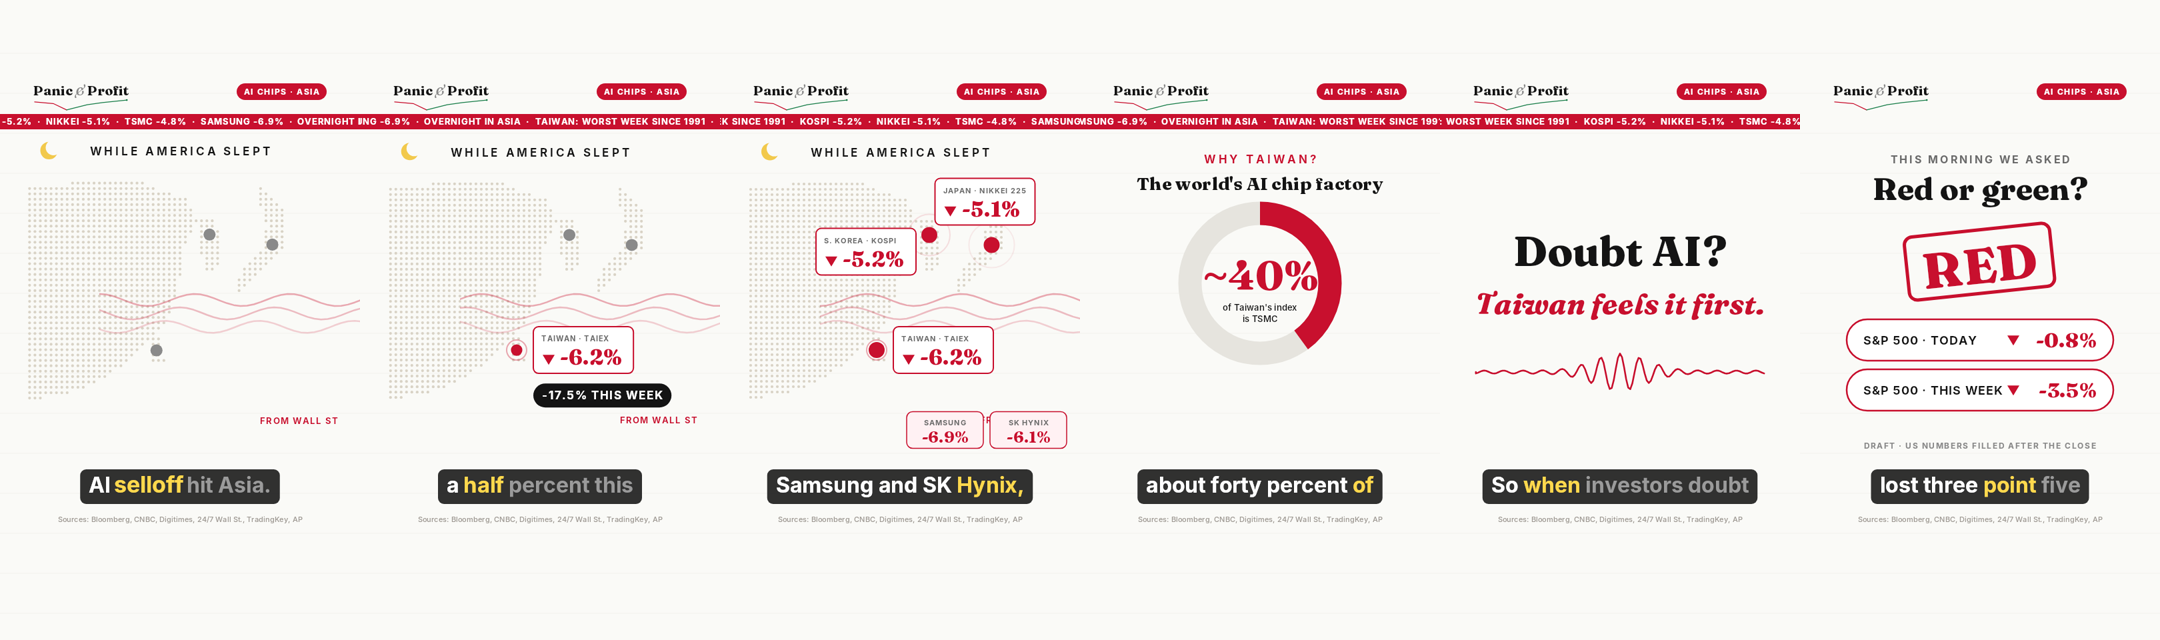 Panic & Profit
AI CHIPS · ASIA
-5.2% · NIKKEI -5.1% · TSMC -4.8% · SAMSUNG -6.9% · OVERNIGHT
WHILE AMERICA SLEPT
FROM WALL ST
AI selloff hit Asia.
Sources: Bloomberg, CNBC, Digitimes, 24/7 Wall St., TradingKey, AP
Panic & Profit
AI CHIPS · ASIA
NG -6.9% · OVERNIGHT IN ASIA · TAIWAN: WORST WEEK SINCE 1991 ·
WHILE AMERICA SLEPT
TAIWAN · TAIEX
▼ -6.2%
-17.5% THIS WEEK
FROM WALL ST
a half percent this
Sources: Bloomberg, CNBC, Digitimes, 24/7 Wall St., TradingKey, AP
Panic & Profit
AI CHIPS · ASIA
K SINCE 1991 · KOSPI -5.2% · NIKKEI -5.1% · TSMC -4.8% · SAMSUNG
WHILE AMERICA SLEPT
JAPAN · NIKKEI 225
▼ -5.1%
S. KOREA · KOSPI
▼ -5.2%
TAIWAN · TAIEX
▼ -6.2%
SAMSUNG
-6.9%
SK HYNIX
-6.1%
Samsung and SK Hynix,
Sources: Bloomberg, CNBC, Digitimes, 24/7 Wall St., TradingKey, AP
Panic & Profit
AI CHIPS · ASIA
MSUNG -6.9% · OVERNIGHT IN ASIA · TAIWAN: WORST WEEK SINCE 199
WHY TAIWAN?
The world's AI chip factory
~40%
of Taiwan's index
is TSMC
about forty percent of
Sources: Bloomberg, CNBC, Digitimes, 24/7 Wall St., TradingKey, AP
Panic & Profit
AI CHIPS · ASIA
: WORST WEEK SINCE 1991 · KOSPI -5.2% · NIKKEI -5.1% · TSMC -4.8%
Doubt AI?
Taiwan feels it first.
So when investors doubt
Sources: Bloomberg, CNBC, Digitimes, 24/7 Wall St., TradingKey, AP
Panic & Profit
AI CHIPS · ASIA
THIS MORNING WE ASKED
Red or green?
RED
S&P 500 · TODAY ▼ -0.8%
S&P 500 · THIS WEEK ▼ -3.5%
DRAFT · US NUMBERS FILLED AFTER THE CLOSE
lost three point five
Sources: Bloomberg, CNBC, Digitimes, 24/7 Wall St., TradingKey, AP